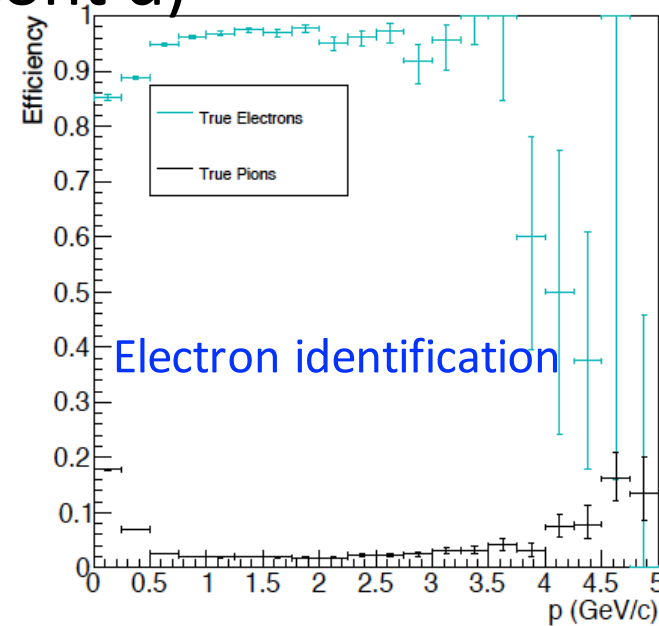 ont d)
Efficiency
1
0.9
0.8
0.7
0.6
0.5
0.4
0.3
0.2
0.1
0
True Electrons
True Pions
Electron identification
0 0.5 1 1.5 2 2.5 3 3.5 4 4.5 5
p (GeV/c)